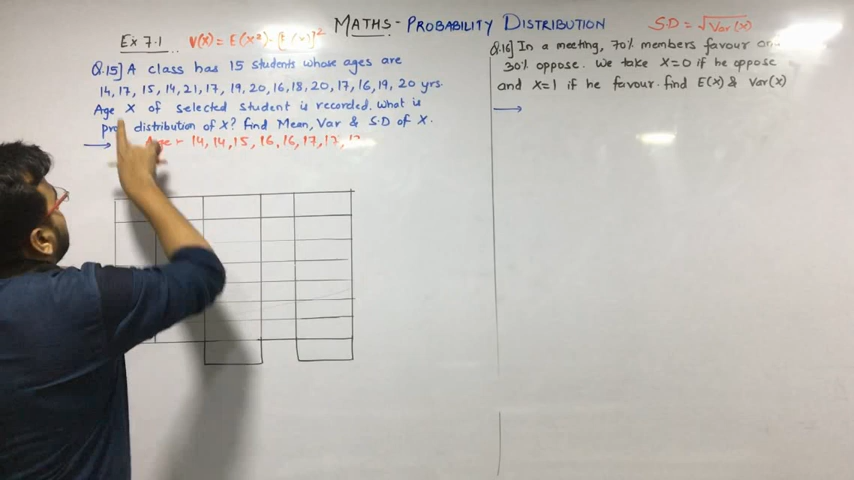 MATHS - PROBABILITY DISTRIBUTION
S.D = √Var(x)
Ex 7.1 V(x) = E(x²) - [E(x)]²
Q.15] A class has 15 students whose ages are
14, 17, 15, 14, 21, 17, 19, 20, 16, 18, 20, 17, 16, 19, 20 yrs.
Age X of selected student is recorded. What is
distribution of X? find Mean, Var & S.D of X.
→ Age :- 14, 14, 15, 16, 16, 17, 17, 17
Q.16] In a meeting, 70% members favour and
30% oppose. We take X=0 if he oppose
and X=1 if he favour. find E(X) & Var(X)
→